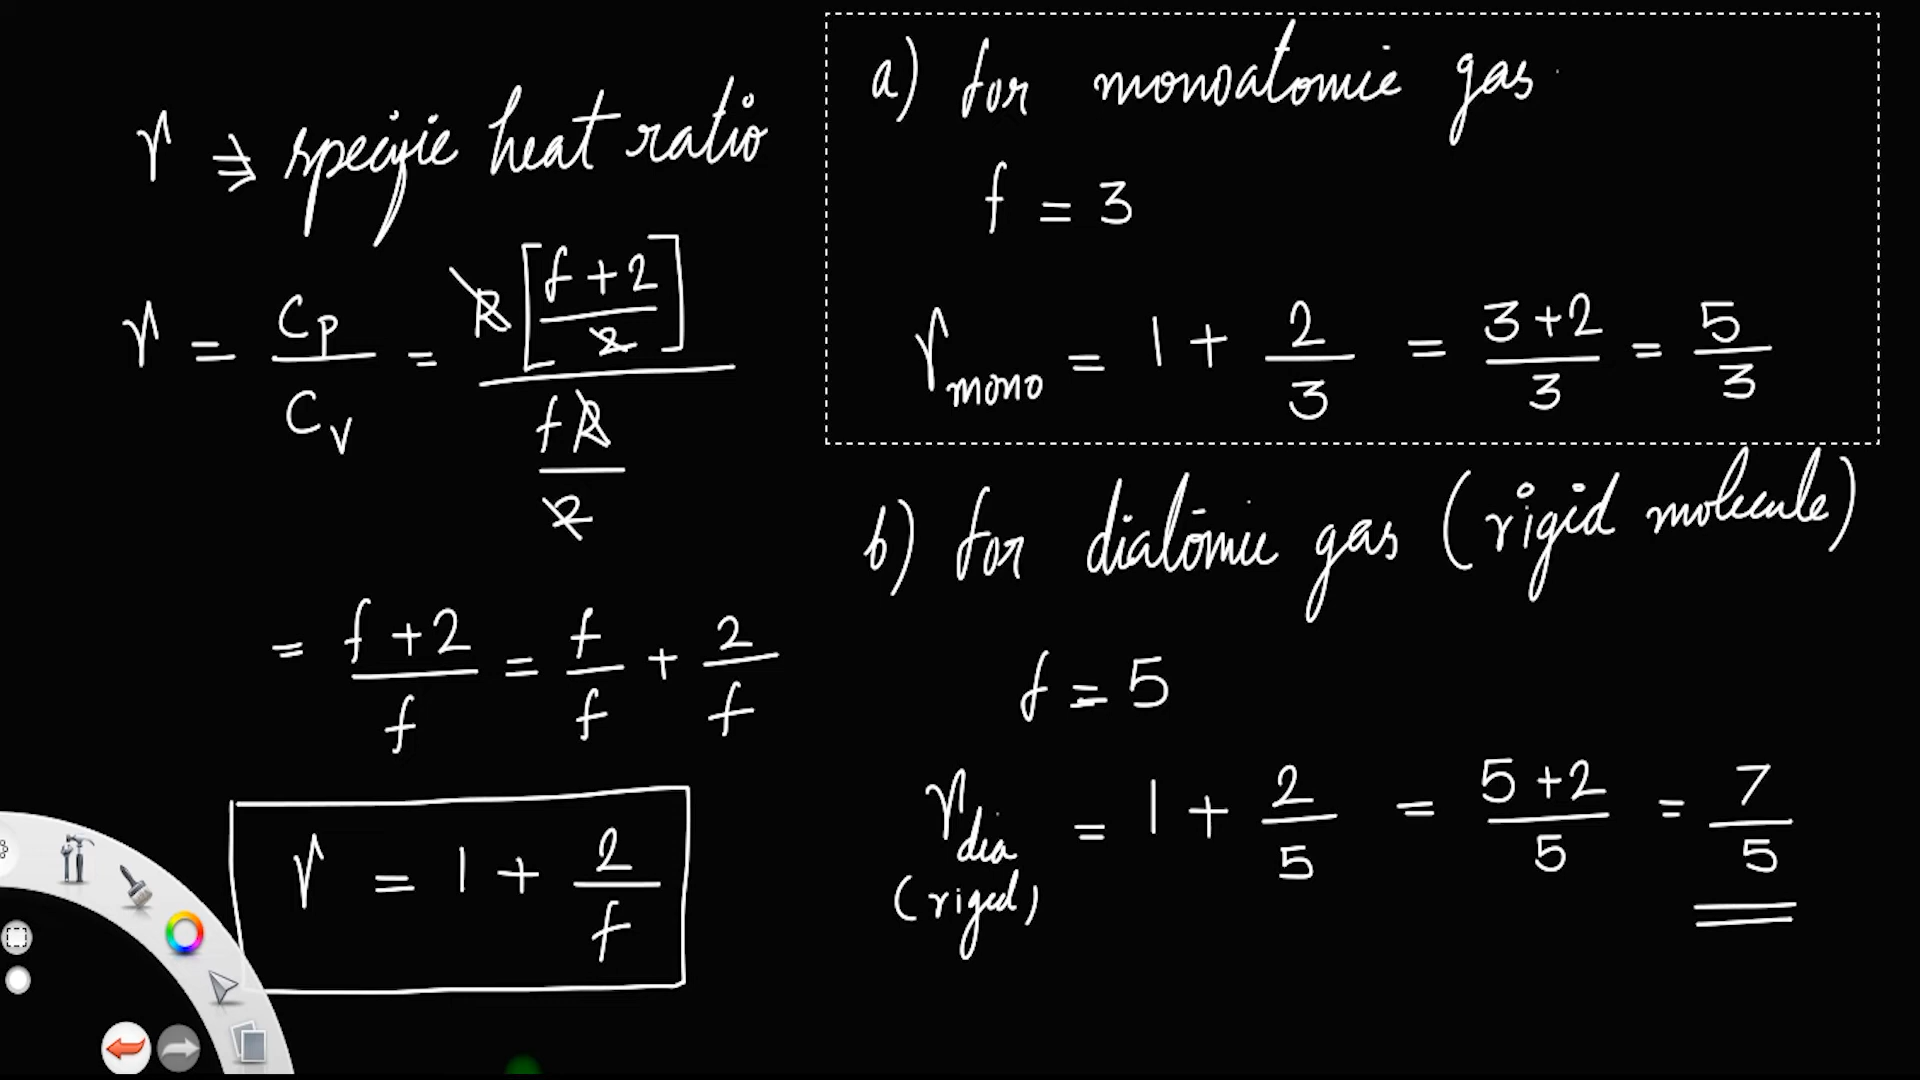 γ ⇒ specific heat ratio
γ = Cp / Cv = R [ (f + 2) / 2 ] / (fR / 2)
= (f + 2) / f = f / f + 2 / f
γ = 1 + 2 / f
a) for monoatomic gas
f = 3
γ mono = 1 + 2 / 3 = (3 + 2) / 3 = 5 / 3
b) for diatomic gas (rigid molecule)
f = 5
γ dia (rigid) = 1 + 2 / 5 = (5 + 2) / 5 = 7 / 5